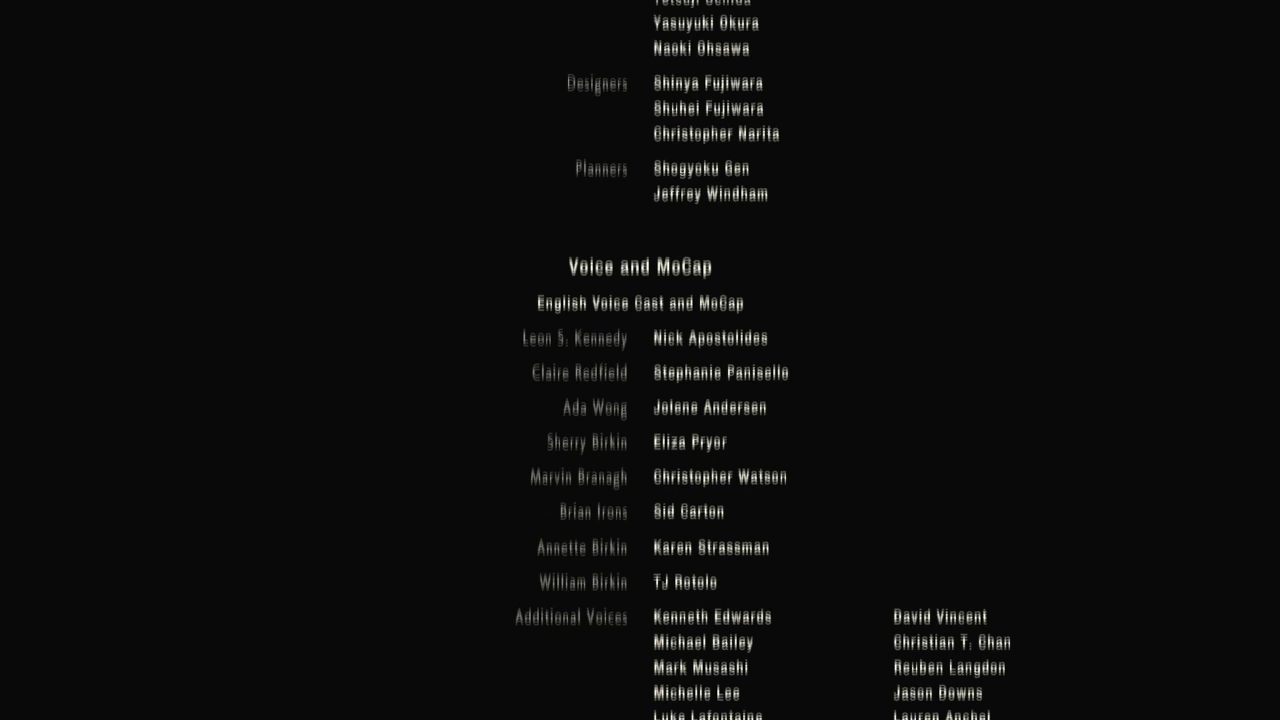 Yasuyuki Okura
Naoki Ohsawa
Designers Shinya Fujiwara
Shuhei Fujiwara
Christopher Narita
Planners Shogyoku Gen
Jeffrey Windham
Voice and MoCap
English Voice Cast and MoCap
Leon S. Kennedy Nick Apostolides
Claire Redfield Stephanie Panisello
Ada Wong Jolene Andersen
Sherry Birkin Eliza Pryor
Marvin Branagh Christopher Watson
Brian Irons Sid Carton
Annette Birkin Karen Strassman
William Birkin TJ Rotolo
Additional Voices Kenneth Edwards David Vincent
Michael Bailey Christian T. Chan
Mark Musashi Reuben Langdon
Michelle Lee Jason Downs
Luke Lafontaine Lauren